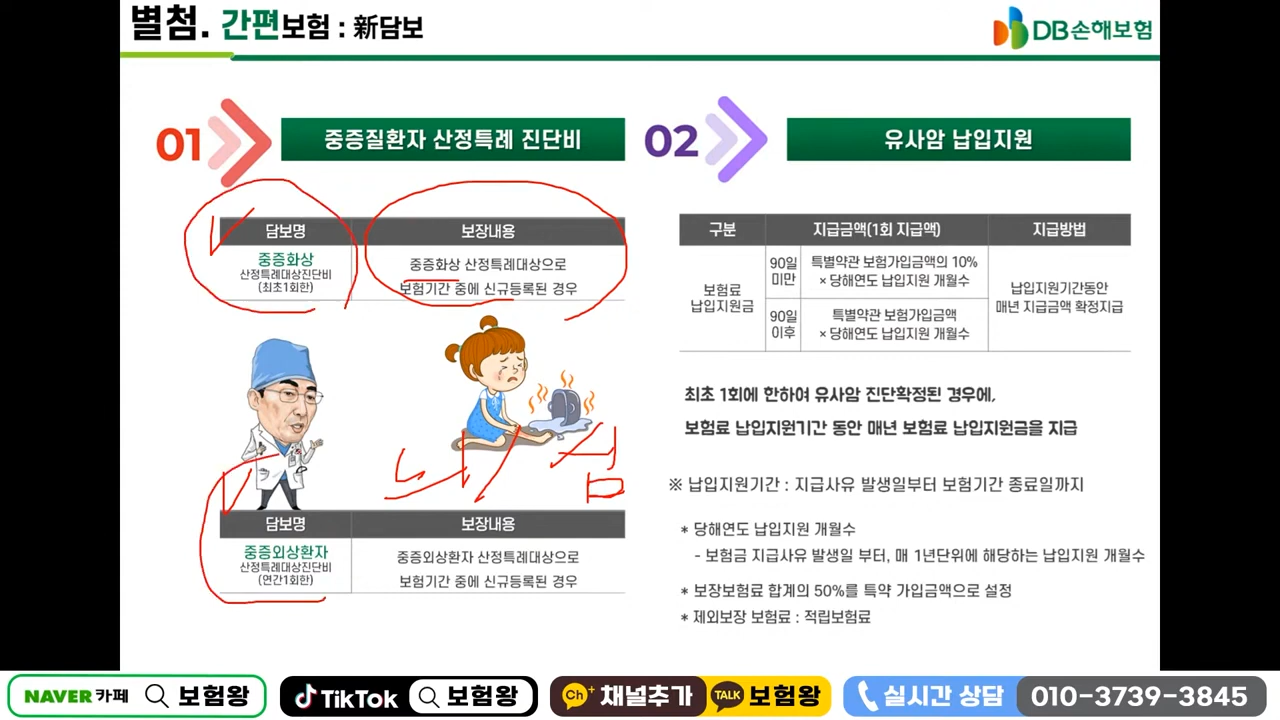 별첨. 간편보험 : 新담보
DB손해보험
01
중증질환자 산정특례 진단비
담보명 보장내용
중증화상
산정특례대상진단비
(최초1회한)
중증화상 산정특례대상으로
보험기간 중에 신규등록된 경우
담보명 보장내용
중증외상환자
산정특례대상진단비
(연간1회한)
중증외상환자 산정특례대상으로
보험기간 중에 신규등록된 경우
02
유사암 납입지원
구분 지급금액(1회 지급액) 지급방법
보험료
납입지원금
90일
미만
특별약관 보험가입금액의 10%
× 당해연도 납입지원 개월수
90일
이후
특별약관 보험가입금액
× 당해연도 납입지원 개월수
납입지원기간동안
매년 지급금액 확정지급
최초 1회에 한하여 유사암 진단확정된 경우에,
보험료 납입지원기간 동안 매년 보험료 납입지원금을 지급
※ 납입지원기간 : 지급사유 발생일부터 보험기간 종료일까지
* 당해연도 납입지원 개월수
- 보험금 지급사유 발생일 부터, 매 1년단위에 해당하는 납입지원 개월수
* 보장보험료 합계의 50%를 특약 가입금액으로 설정
* 제외보장 보험료 : 적립보험료
NAVER 카페 보험왕
TikTok 보험왕
Ch+ 채널추가 TALK 보험왕
실시간 상담 010-3739-3845